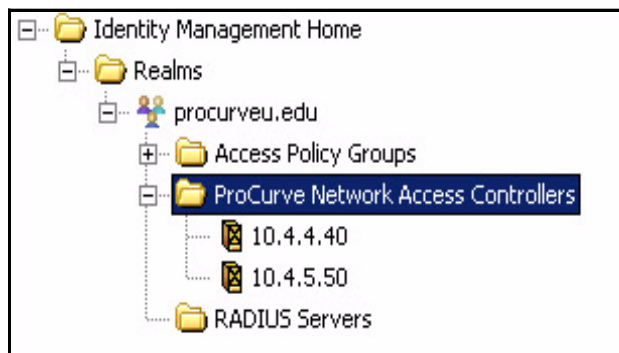 Identity Management Home
Realms
procurveu.edu
Access Policy Groups
ProCurve Network Access Controllers
10.4.4.40
10.4.5.50
RADIUS Servers